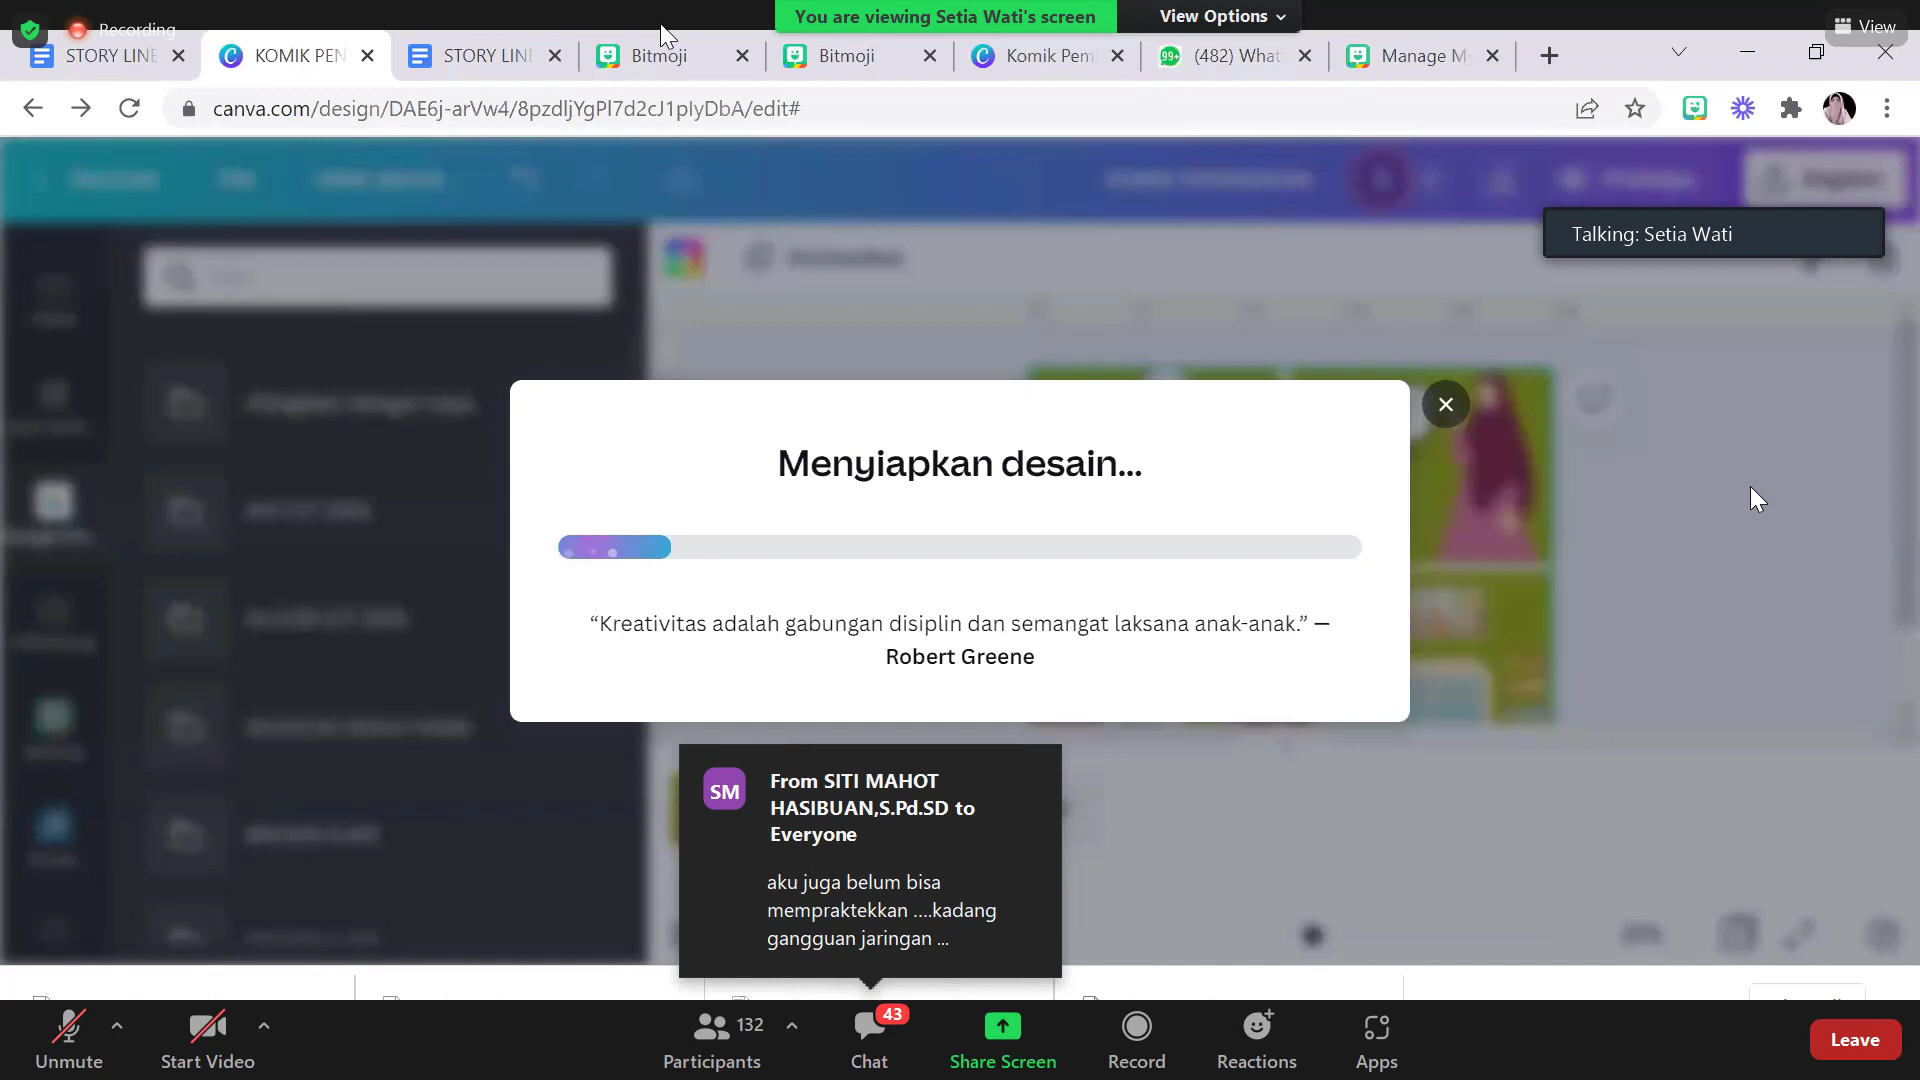 Recording
You are viewing Setia Wati's screen
View Options
View
STORY LINE
KOMIK PEN
STORY LIN
Bitmoji
Bitmoji
Komik Pem
99+
(482) What
Manage M
canva.com/design/DAE6j-arVw4/8pzdljYgPl7d2cJ1pIyDbA/edit#
Talking: Setia Wati
Menyiapkan desain...
“Kreativitas adalah gabungan disiplin dan semangat laksana anak-anak.” —
Robert Greene
SM
From SITI MAHOT
HASIBUAN,S.Pd.SD to
Everyone
aku juga belum bisa
mempraktekkan ....kadang
gangguan jaringan ...
Unmute
Start Video
132
Participants
43
Chat
Share Screen
Record
Reactions
Apps
Leave